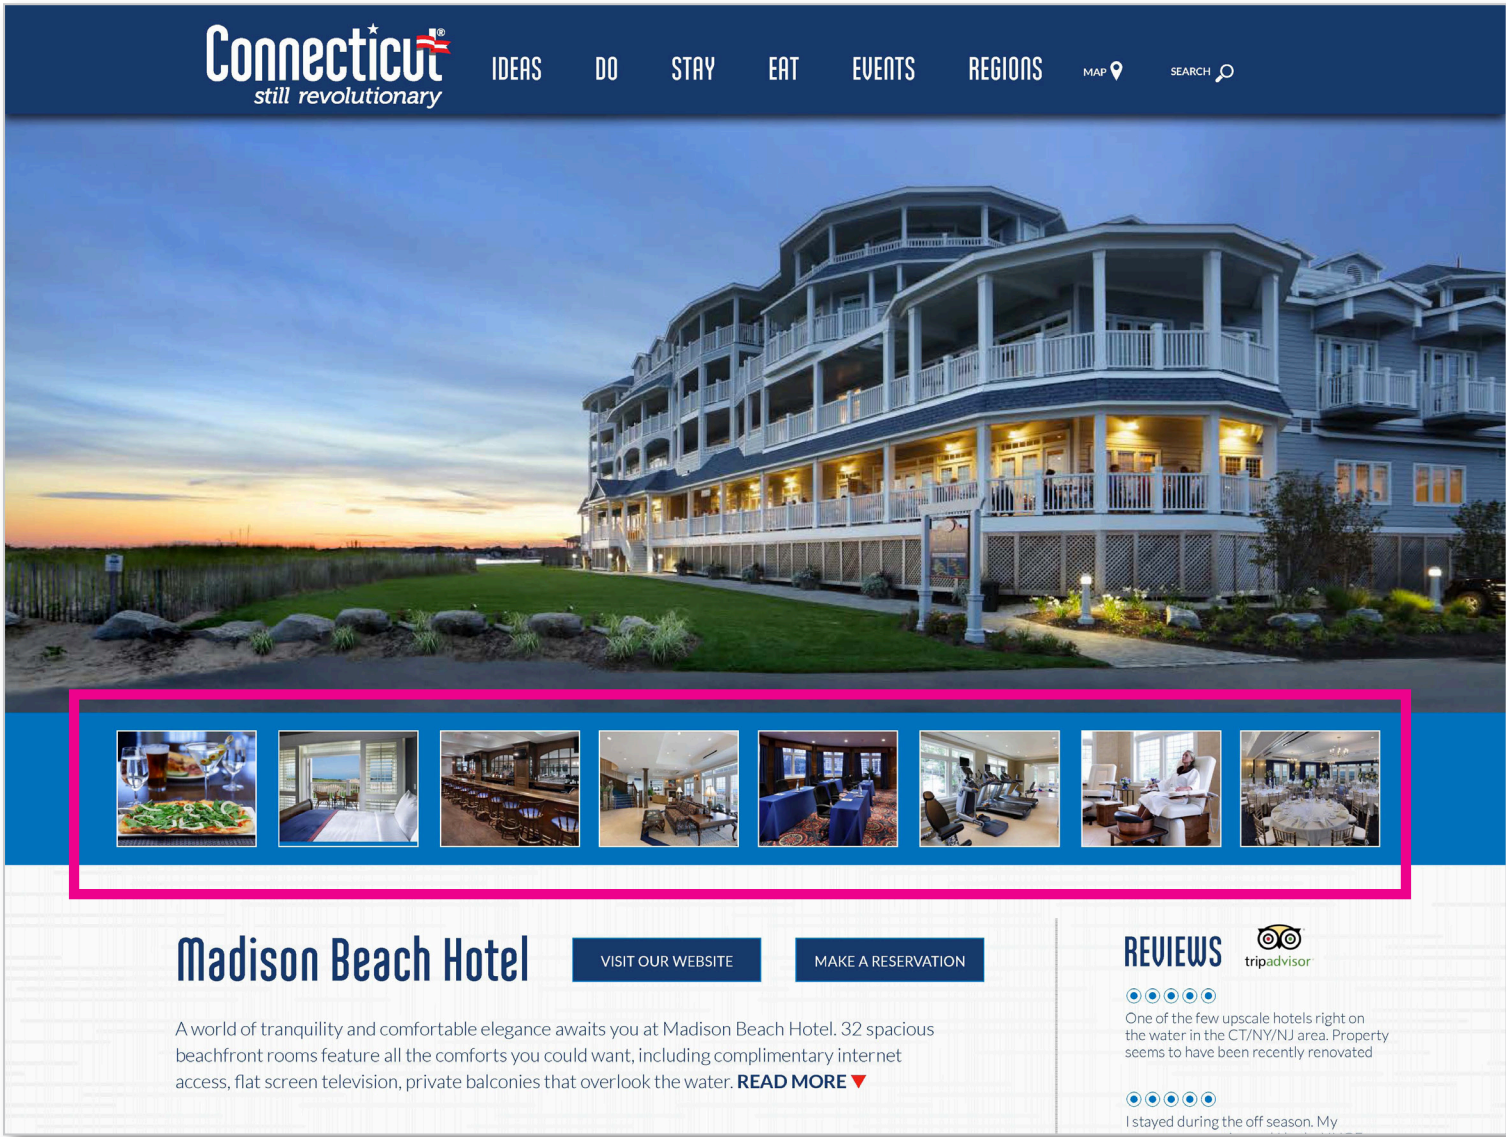 Connecticut®
still revolutionary
IDEAS DO STAY EAT EVENTS REGIONS MAP SEARCH
Madison Beach Hotel
VISIT OUR WEBSITE
MAKE A RESERVATION
A world of tranquility and comfortable elegance awaits you at Madison Beach Hotel. 32 spacious
beachfront rooms feature all the comforts you could want, including complimentary internet
access, flat screen television, private balconies that overlook the water. READ MORE
REVIEWS
tripadvisor
One of the few upscale hotels right on
the water in the CT/NY/NJ area. Property
seems to have been recently renovated
I stayed during the off season. My